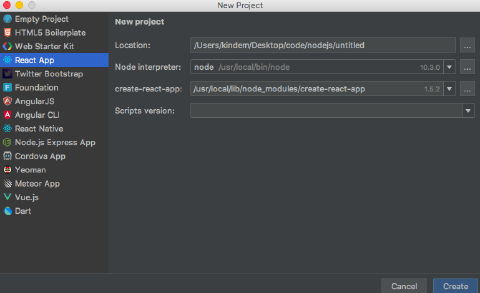 New Project
Empty Project
HTML5 Boilerplate
Web Starter Kit
React App
Twitter Bootstrap
Foundation
AngularJS
Angular CLI
React Native
Node.js Express App
Cordova App
Yeoman
Meteor App
Vue.js
Dart
New project
Location: /Users/kindem/Desktop/code/nodejs/untitled ...
Node interpreter: node /usr/local/bin/node 10.3.0 ...
create-react-app: /usr/local/lib/node_modules/create-react-app 1.5.2 ...
Scripts version:
Cancel Create